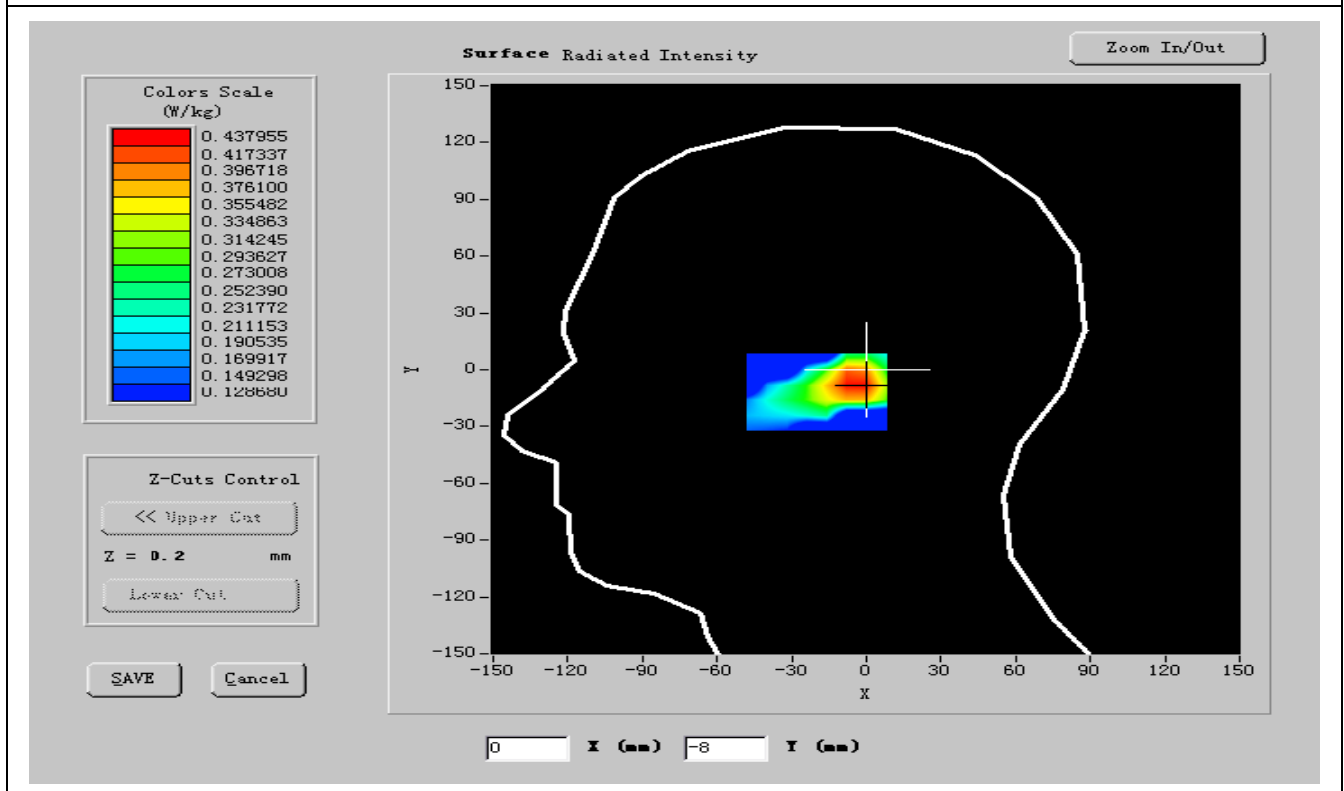 Surface Radiated Intensity
Zoom In/Out
Colors Scale
(W/kg)
0.437955
0.417337
0.396718
0.376100
0.355482
0.334863
0.314245
0.293627
0.273008
0.252390
0.231772
0.211153
0.190535
0.169917
0.149298
0.128680
Z-Cuts Control
<< Upper Cut
Z = 0.2 mm
Lower Cut
SAVE
Cancel
150
120
90
60
30
0
-30
-60
-90
-120
-150
Y
-150 -120 -90 -60 -30 0 30 60 90 120 150
X
0 X (mm) -8 Y (mm)